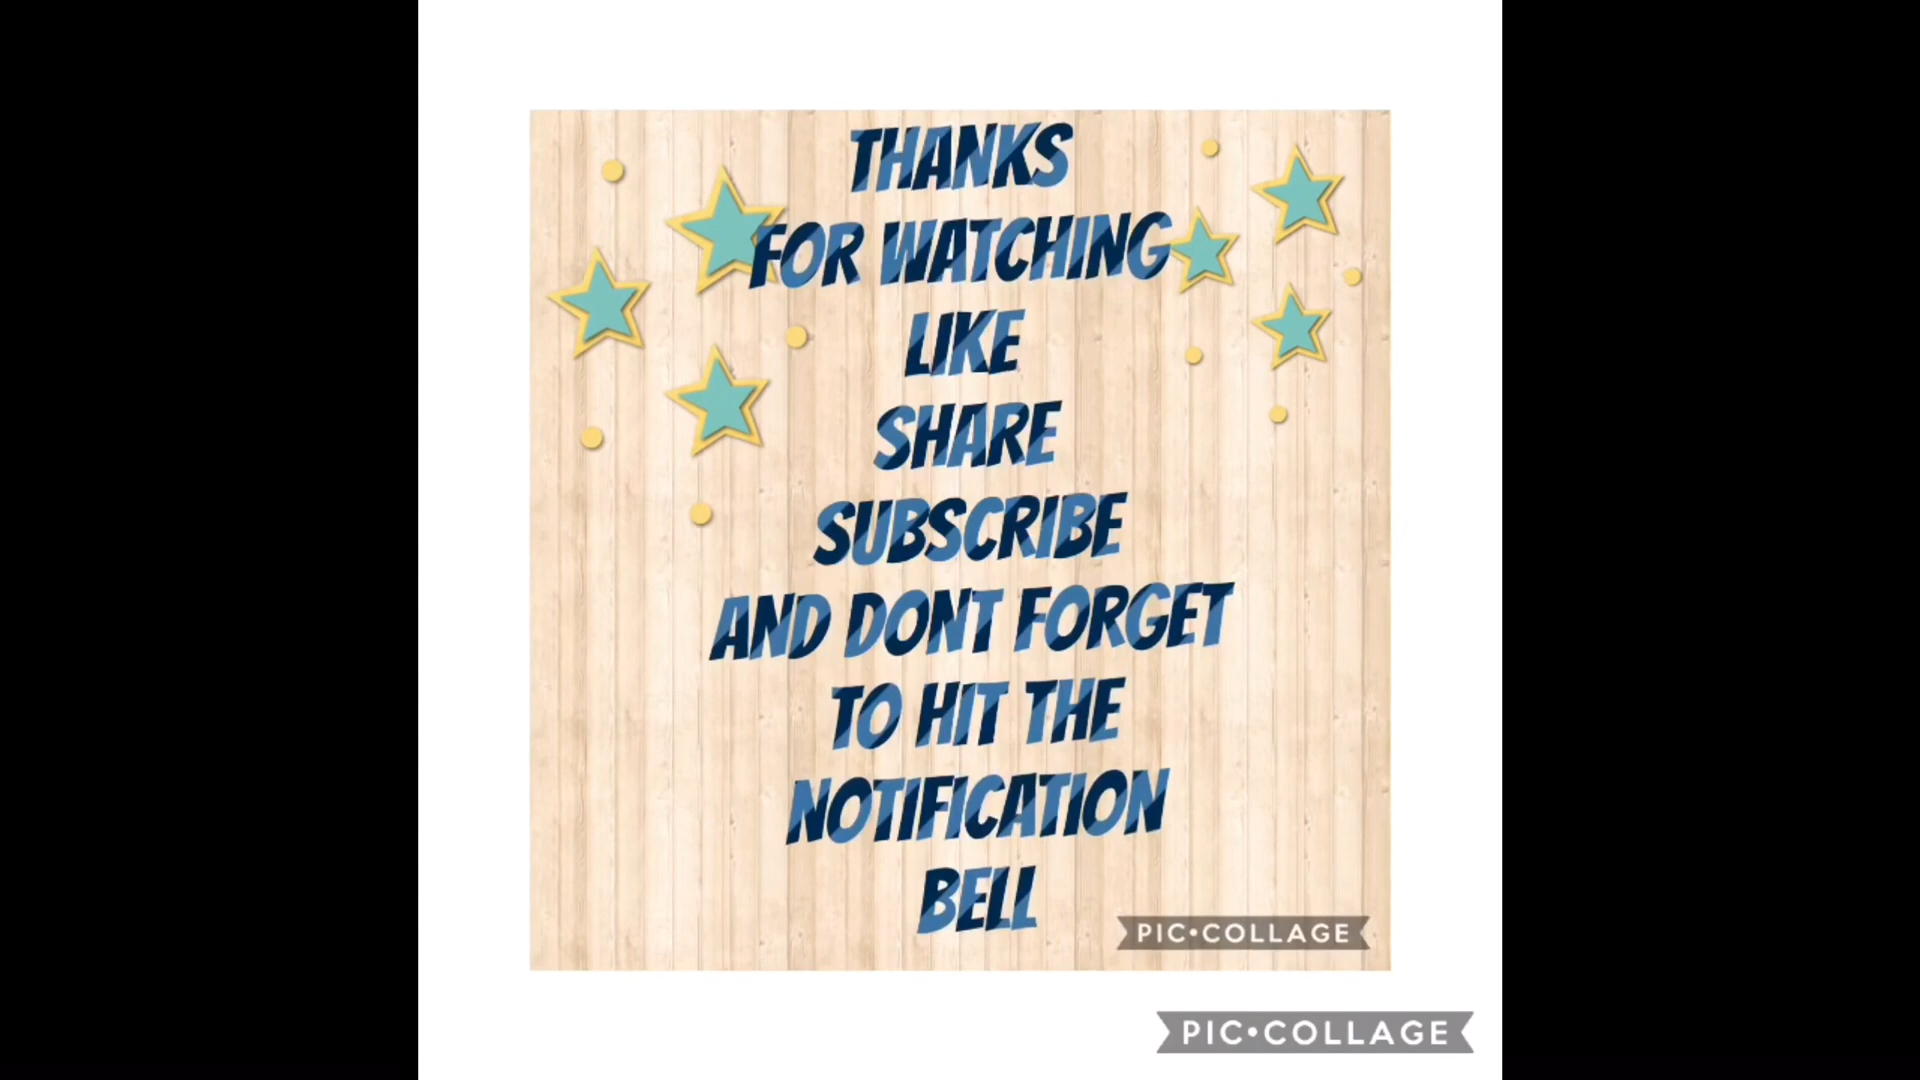 THANKS
FOR WATCHING
LIKE
SHARE
SUBSCRIBE
AND DONT FORGET
TO HIT THE
NOTIFICATION
BELL
PIC•COLLAGE
PIC•COLLAGE